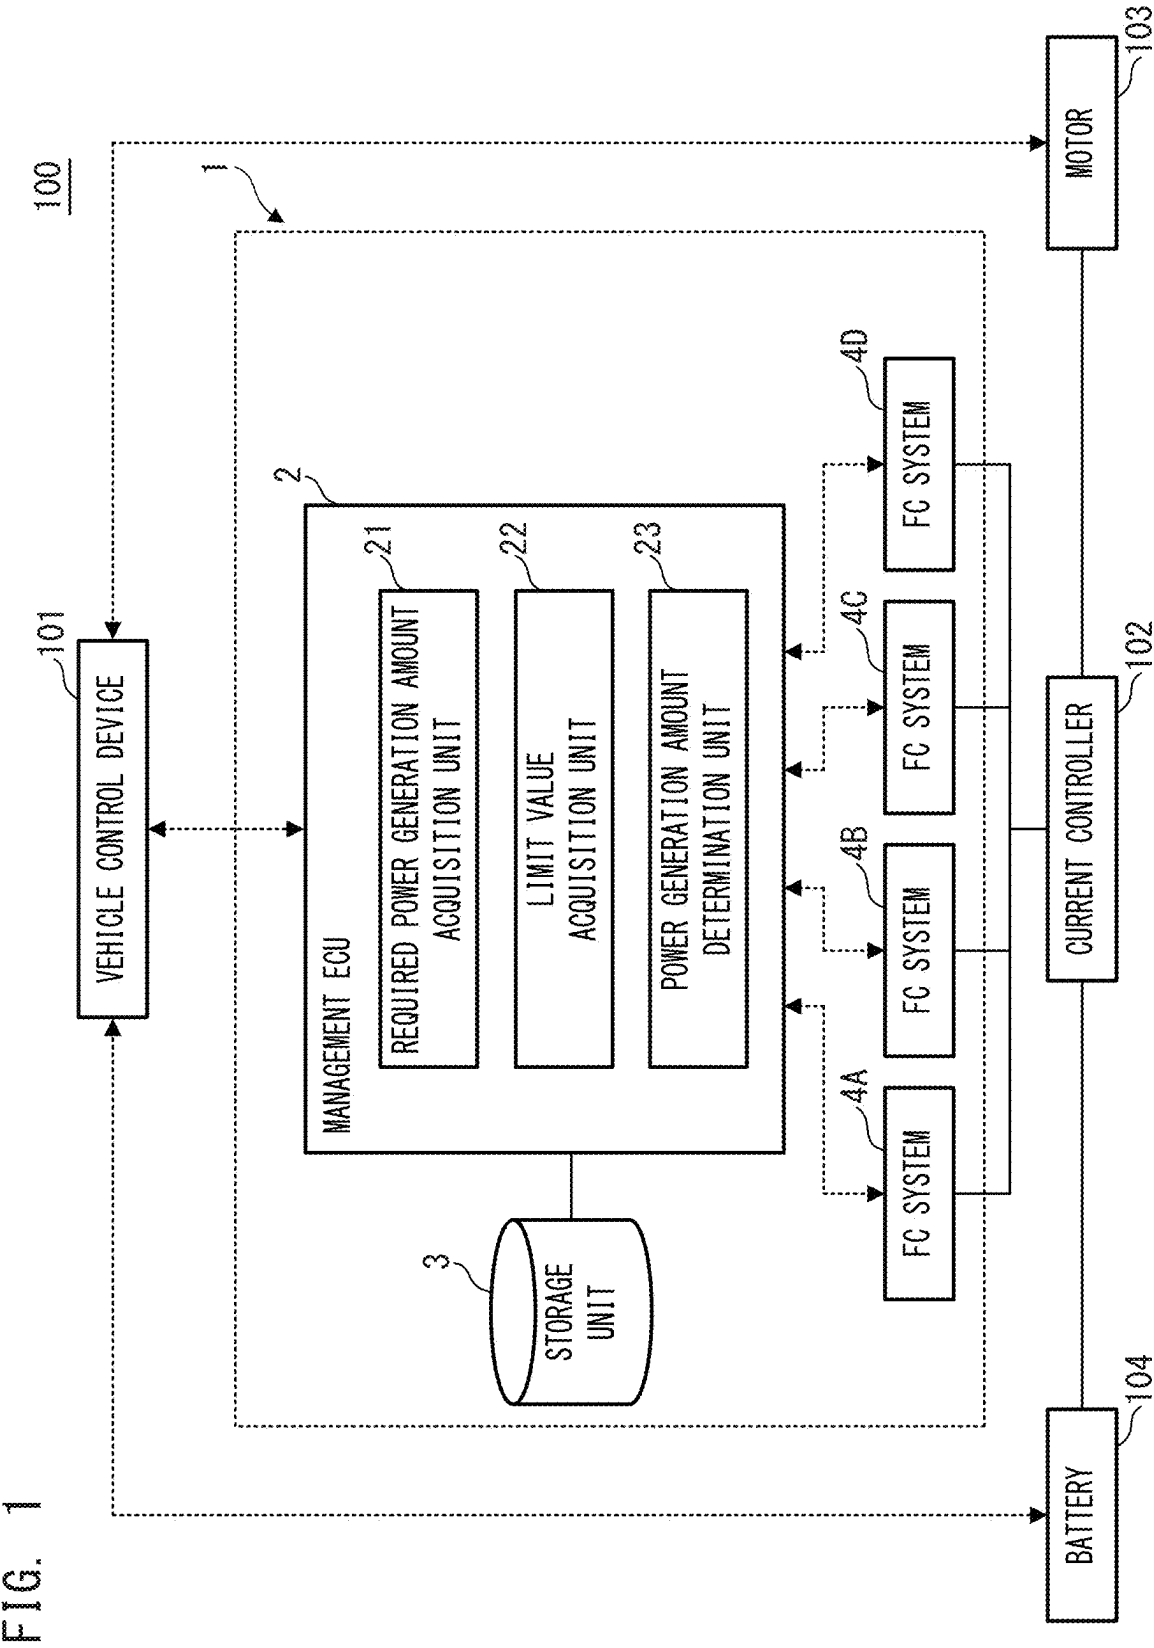 FIG. 1
100
101
VEHICLE CONTROL DEVICE
1
2
MANAGEMENT ECU
21
REQUIRED POWER GENERATION AMOUNT
ACQUISITION UNIT
22
LIMIT VALUE
ACQUISITION UNIT
23
POWER GENERATION AMOUNT
DETERMINATION UNIT
3
STORAGE
UNIT
4A
FC SYSTEM
4B
FC SYSTEM
4C
FC SYSTEM
4D
FC SYSTEM
BATTERY
104
CURRENT CONTROLLER
102
MOTOR
103